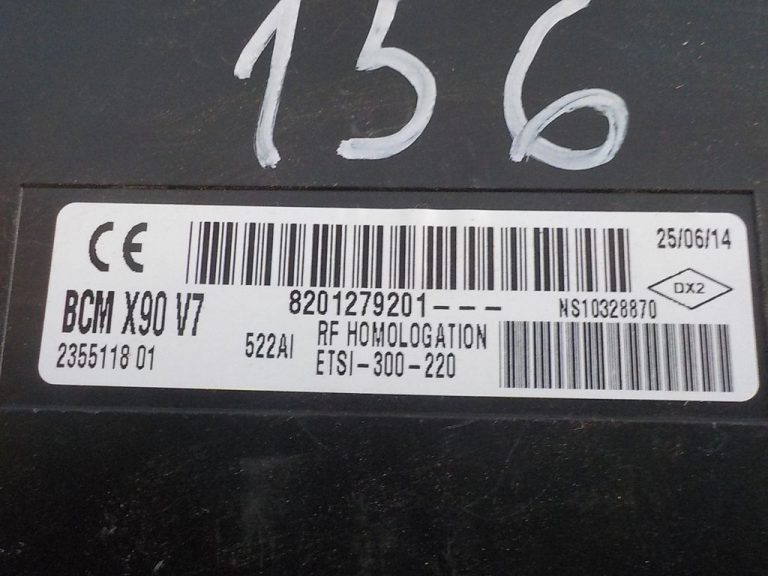 156
CE
25/06/14
8201279201---
DX2
NS10328870
BCM X90 V7
522AI
RF HOMOLOGATION
2355118 01
ETSI-300-220